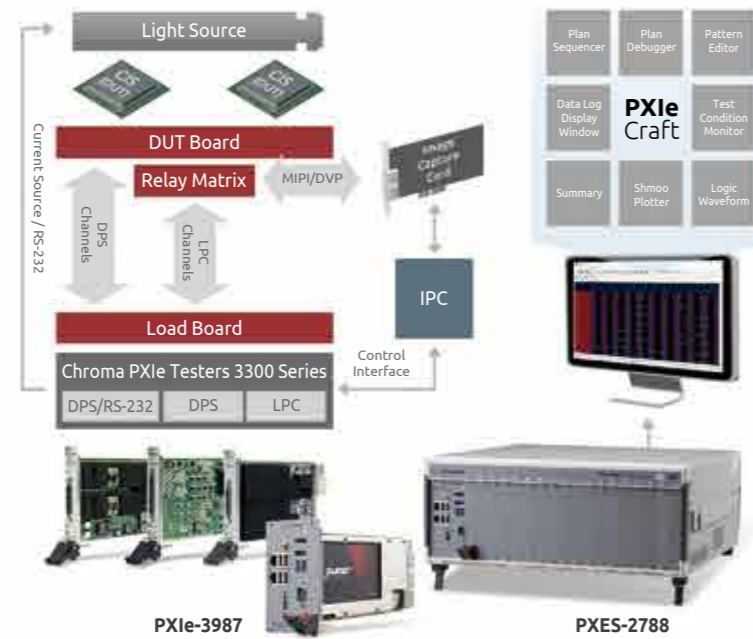 Light Source
CIS
(DUT)
CIS
(DUT)
DUT Board
Relay Matrix
MIPI/DVP
Image
Capture
Card
Current Source / RS-232
DPS
Channels
LPC
Channels
IPC
Load Board
Control
Interface
Chroma PXIe Testers 3300 Series
DPS/RS-232
DPS
LPC
Plan
Sequencer
Plan
Debugger
Pattern
Editor
Data Log
Display
Window
PXIe
Craft
Test
Condition
Monitor
Summary
Shmoo
Plotter
Logic
Waveform
PXIe-3987
PXES-2788